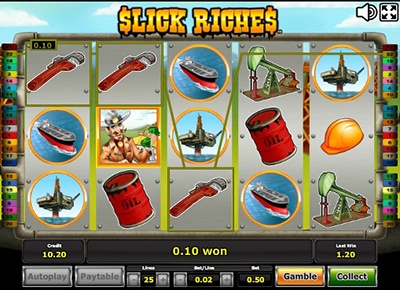 $LICK RICHE$
0.10
OIL
OIL
Credit
10.20
0.10 won
Last Win
1.20
Autoplay
Paytable
Lines
- 25 +
Bet/Line
- 0.02 +
Bet
0.50
Gamble
Collect